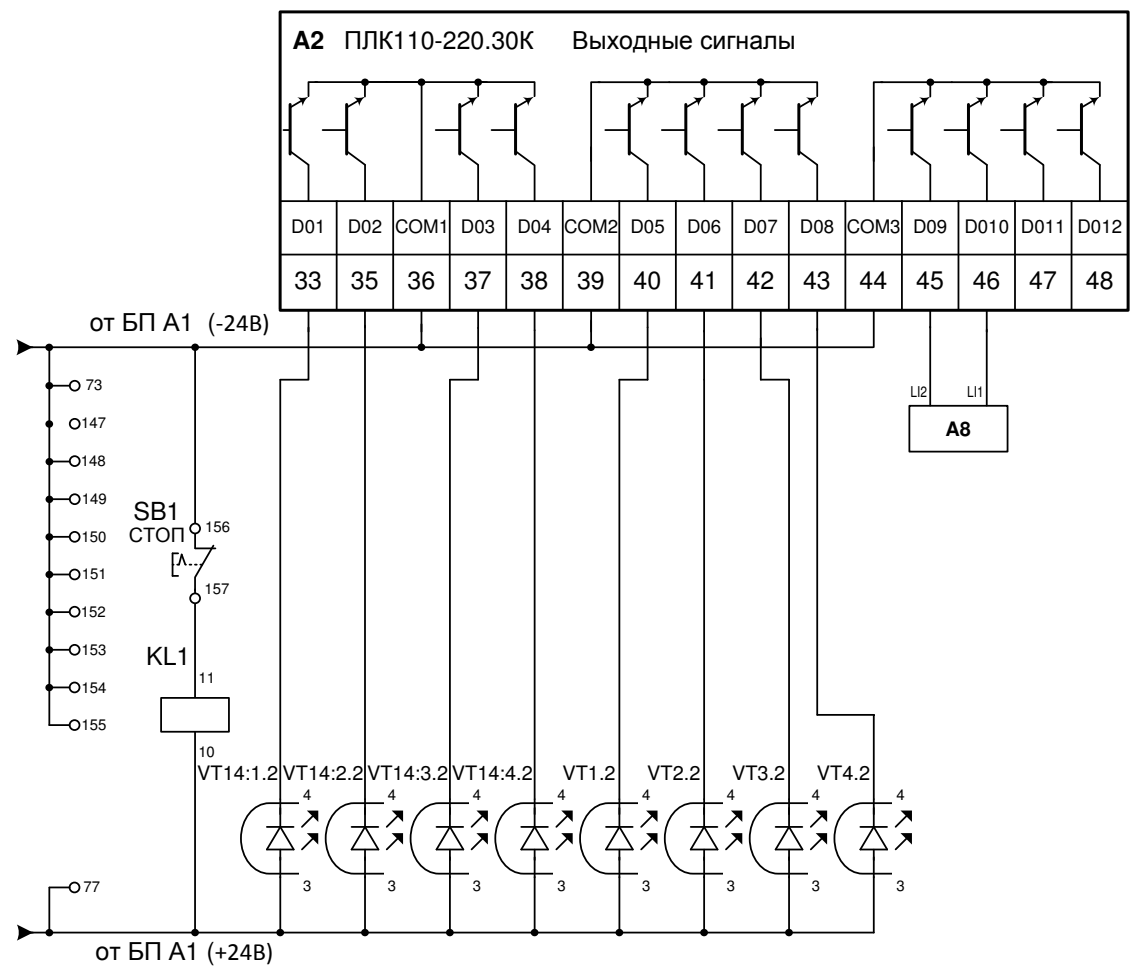 A2 ПЛК110-220.30К Выходные сигналы
D01 D02 COM1 D03 D04 COM2 D05 D06 D07 D08 COM3 D09 D010 D011 D012
33 35 36 37 38 39 40 41 42 43 44 45 46 47 48
от БП А1 (-24В)
73
147
148
149
150
151
152
153
154
155
SB1
СТОП
156
157
KL1
11
10
LI2 LI1
A8
VT14:1.2 VT14:2.2 VT14:3.2 VT14:4.2 VT1.2 VT2.2 VT3.2 VT4.2
4 4 4 4 4 4 4 4
3 3 3 3 3 3 3 3
77
от БП А1 (+24В)